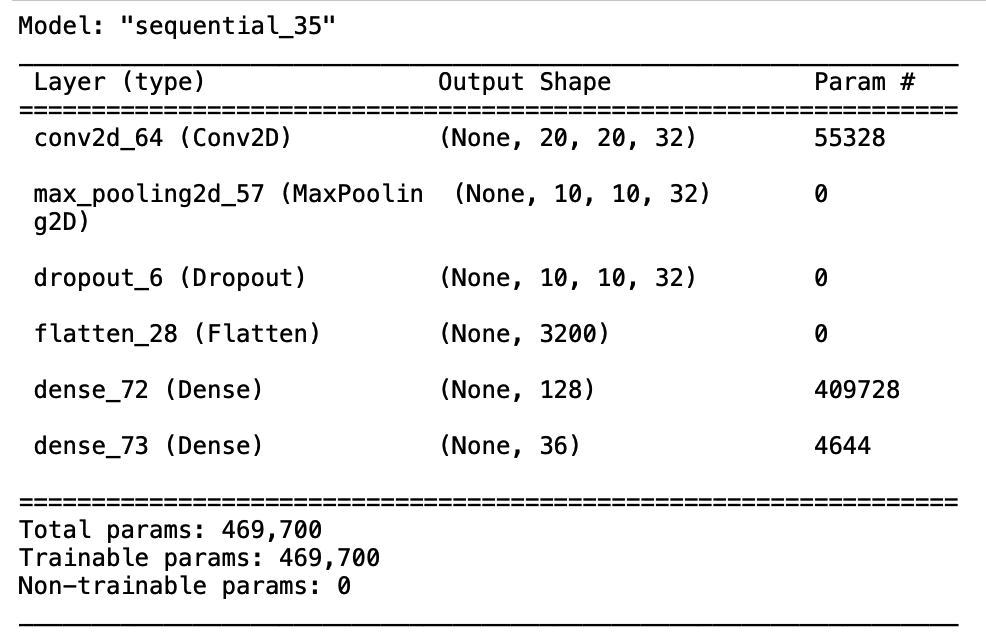 Model: "sequential_35"
Layer (type) Output Shape Param #
conv2d_64 (Conv2D) (None, 20, 20, 32) 55328
max_pooling2d_57 (MaxPoolin (None, 10, 10, 32) 0
g2D)
dropout_6 (Dropout) (None, 10, 10, 32) 0
flatten_28 (Flatten) (None, 3200) 0
dense_72 (Dense) (None, 128) 409728
dense_73 (Dense) (None, 36) 4644
Total params: 469,700
Trainable params: 469,700
Non-trainable params: 0